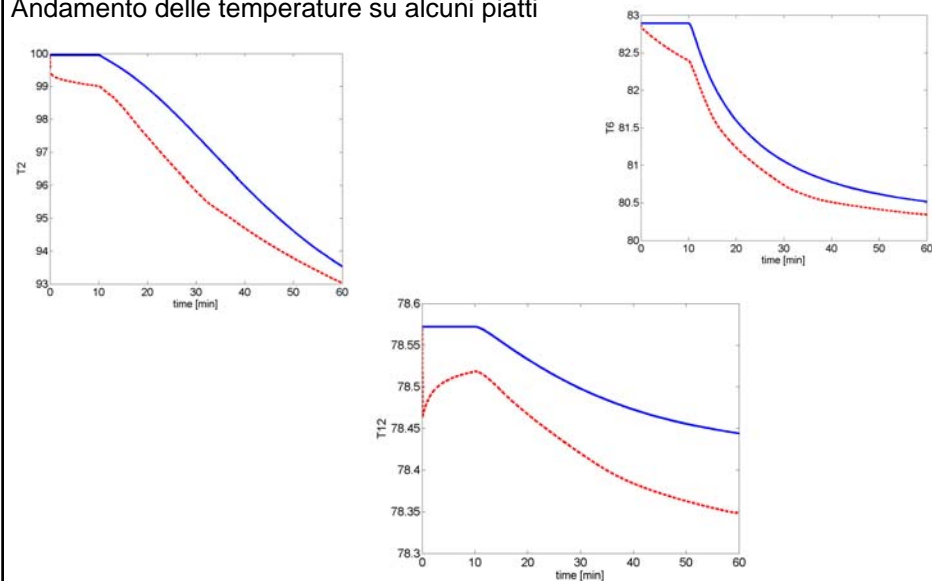 Andamento delle temperature su alcuni piatti
100
99
98
97
96
95
94
93
T2
0 10 20 30 40 50 60
time [min]
83
82.5
82
81.5
81
80.5
80
T6
0 10 20 30 40 50 60
time [min]
78.6
78.55
78.5
78.45
78.4
78.35
78.3
T12
0 10 20 30 40 50 60
time [min]